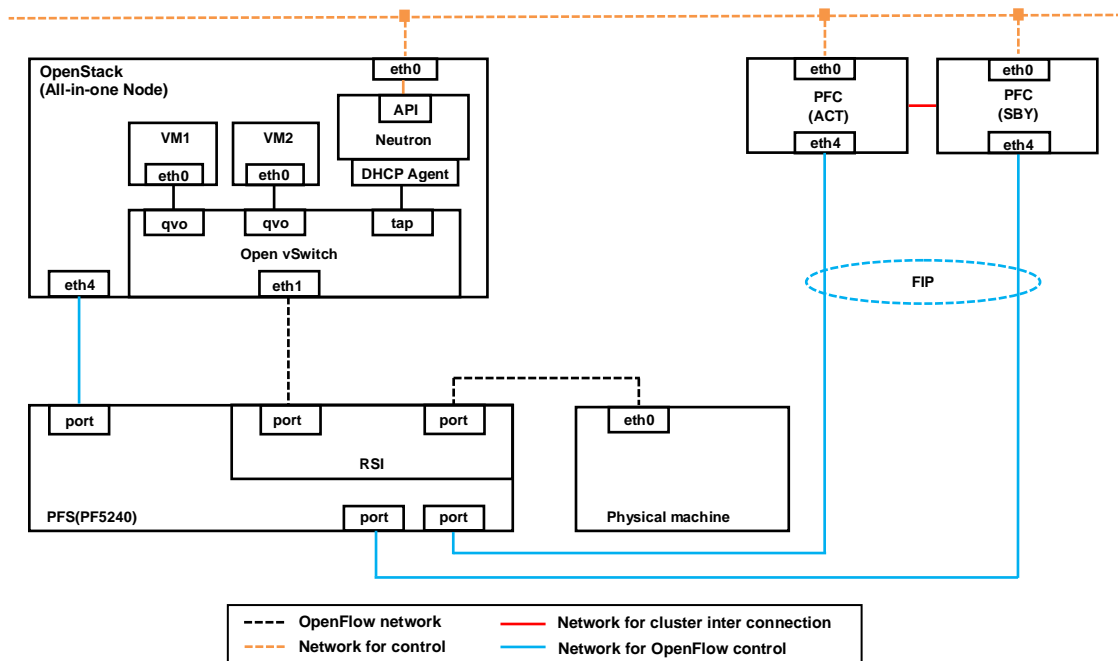 OpenStack
(All-in-one Node)
eth0
API
Neutron
DHCP Agent
VM1
eth0
VM2
eth0
qvo
qvo
tap
Open vSwitch
eth4
eth1
eth0
PFC
(ACT)
eth4
eth0
PFC
(SBY)
eth4
FIP
port
port
port
RSI
PFS(PF5240)
port
port
eth0
Physical machine
OpenFlow network
Network for control
Network for cluster inter connection
Network for OpenFlow control